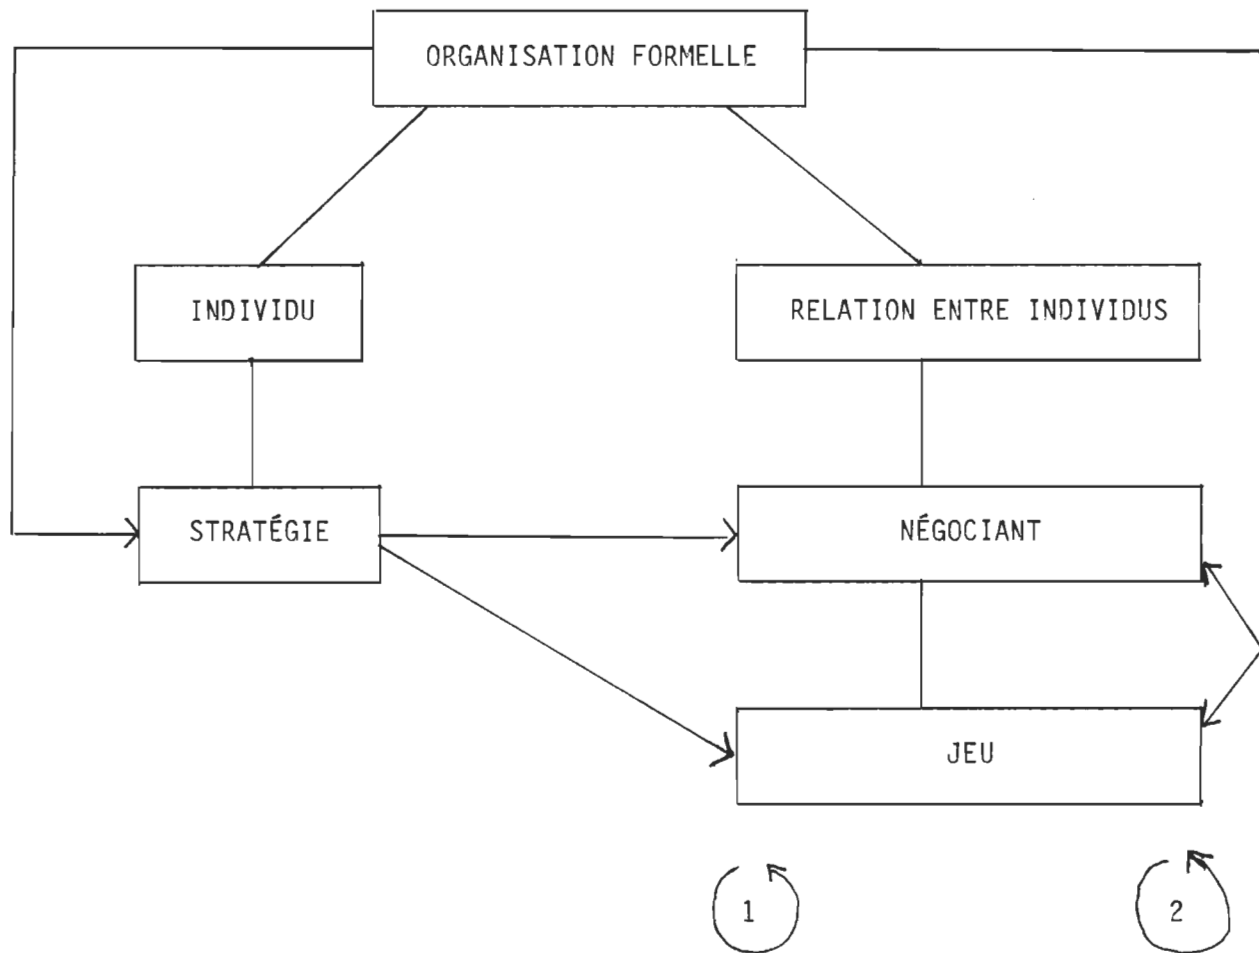 ORGANISATION FORMELLE
INDIVIDU
RELATION ENTRE INDIVIDUS
STRATÉGIE
NÉGOCIANT
JEU
1
2